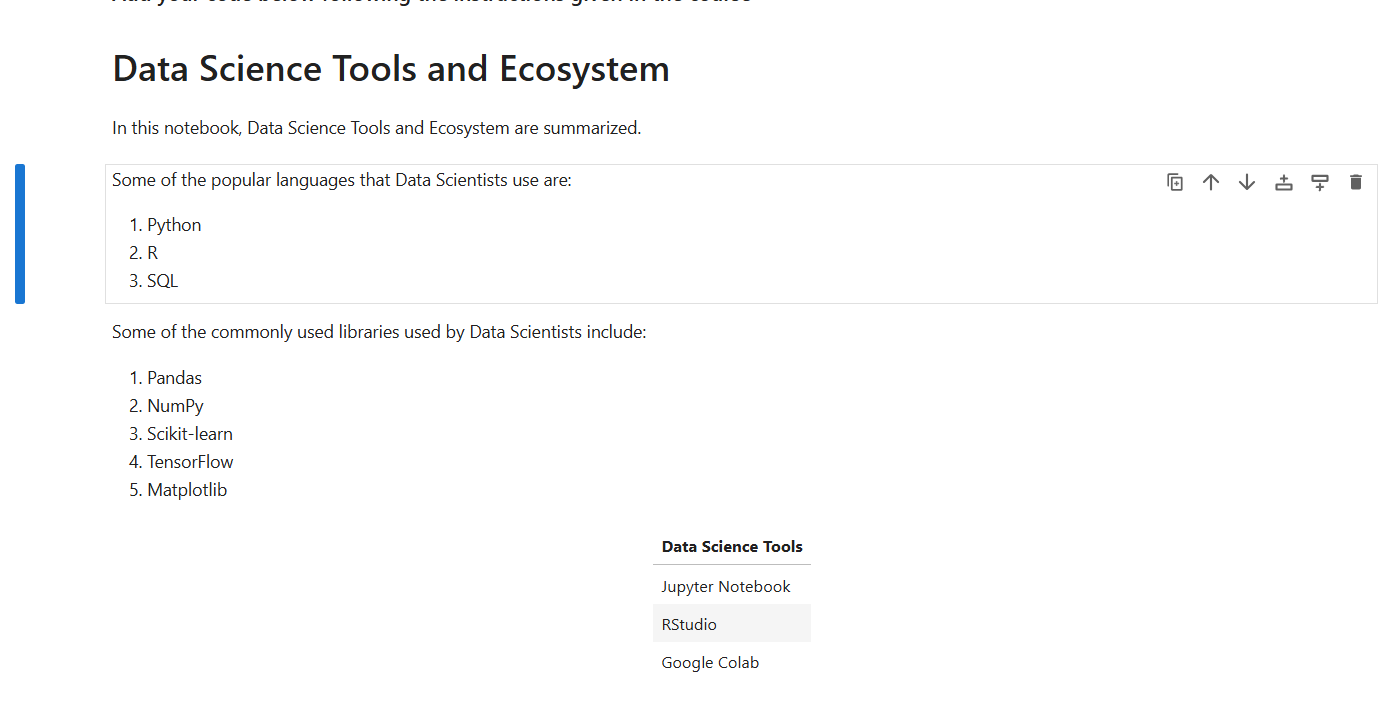 Data Science Tools and Ecosystem
In this notebook, Data Science Tools and Ecosystem are summarized.
Some of the popular languages that Data Scientists use are:
1. Python
2. R
3. SQL
Some of the commonly used libraries used by Data Scientists include:
1. Pandas
2. NumPy
3. Scikit-learn
4. TensorFlow
5. Matplotlib
Data Science Tools
Jupyter Notebook
RStudio
Google Colab